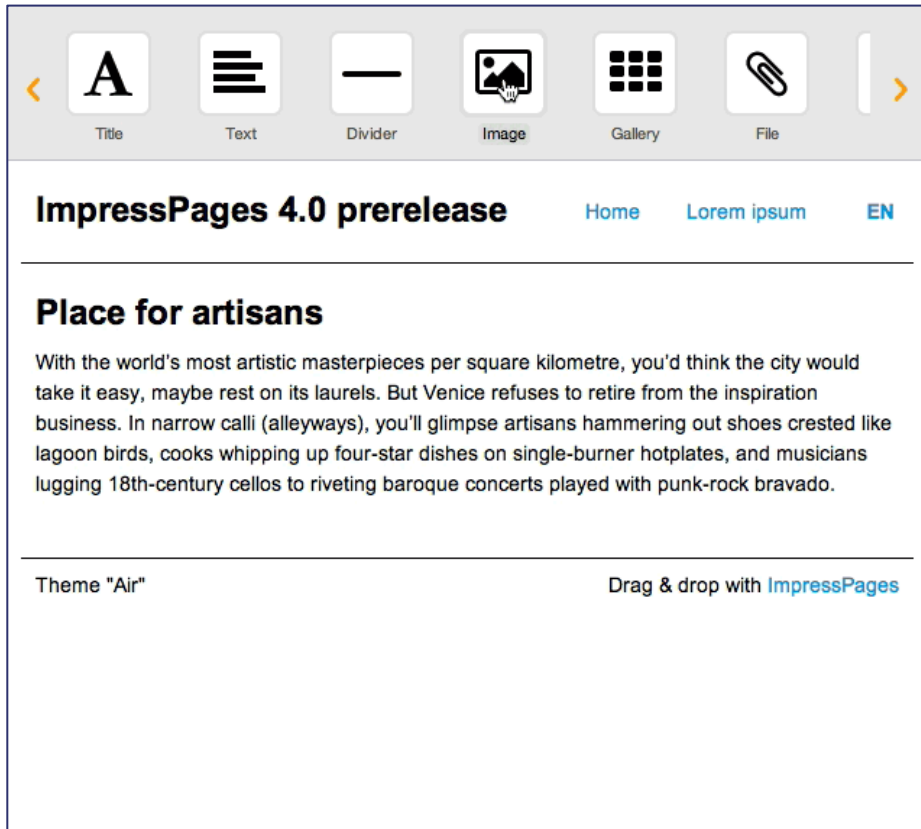 Title Text Divider Image Gallery File
ImpressPages 4.0 prerelease Home Lorem ipsum EN
Place for artisans
With the world's most artistic masterpieces per square kilometre, you'd think the city would
take it easy, maybe rest on its laurels. But Venice refuses to retire from the inspiration
business. In narrow calli (alleyways), you'll glimpse artisans hammering out shoes crested like
lagoon birds, cooks whipping up four-star dishes on single-burner hotplates, and musicians
lugging 18th-century cellos to riveting baroque concerts played with punk-rock bravado.
Theme "Air" Drag & drop with ImpressPages